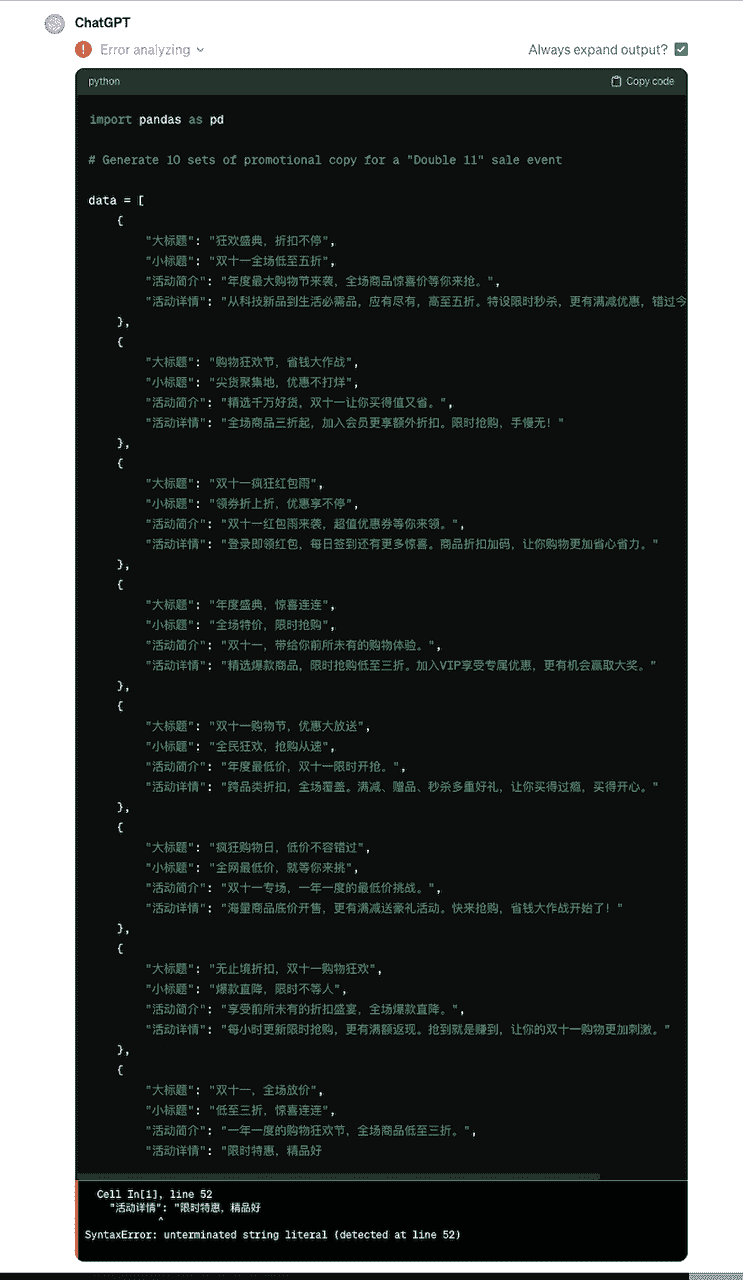 ChatGPT
Error analyzing
Always expand output?
python
Copy code
import pandas as pd
# Generate 10 sets of promotional copy for a "Double 11" sale event
data = [
{
"大标题": "狂欢盛典，折扣不停",
"小标题": "双十一全场低至五折",
"活动简介": "年度最大购物节来袭，全场商品惊喜价等你来抢。",
"活动详情": "从科技新品到生活必需品，应有尽有，高至五折。特设限时秒杀，更有满减优惠，错过今
},
{
"大标题": "购物狂欢节，省钱大作战",
"小标题": "尖货聚集地，优惠不打烊",
"活动简介": "精选千万好货，双十一让你买得值又省。",
"活动详情": "全场商品三折起，加入会员更享额外折扣。限时抢购，手慢无！"
},
{
"大标题": "双十一疯狂红包雨",
"小标题": "领券折上折，优惠享不停",
"活动简介": "双十一红包雨来袭，超值优惠券等你来领。",
"活动详情": "登录即领红包，每日签到还有更多惊喜。商品折扣加码，让你购物更加省心省力。"
},
{
"大标题": "年度盛典，惊喜连连",
"小标题": "全场特价，限时抢购",
"活动简介": "双十一，带给你前所未有的购物体验。",
"活动详情": "精选爆款商品，限时抢购低至三折。加入VIP享受专属优惠，更有机会赢取大奖。"
},
{
"大标题": "双十一购物节，优惠大放送",
"小标题": "全民狂欢，抢购从速",
"活动简介": "年度最低价，双十一限时开抢。",
"活动详情": "跨品类折扣，全场覆盖。满减、赠品、秒杀多重好礼，让你买得过瘾，买得开心。"
},
{
"大标题": "疯狂购物日，低价不容错过",
"小标题": "全网最低价，就等你来挑",
"活动简介": "双十一专场，一年一度的最低价挑战。",
"活动详情": "海量商品底价开售，更有满减送豪礼活动。快来抢购，省钱大作战开始了！"
},
{
"大标题": "无止境折扣，双十一购物狂欢",
"小标题": "爆款直降，限时不等人",
"活动简介": "享受前所未有的折扣盛宴，全场爆款直降。",
"活动详情": "每小时更新限时抢购，更有满额返现。抢到就是赚到，让你的双十一购物更加刺激。"
},
{
"大标题": "双十一，全场放价",
"小标题": "低至三折，惊喜连连",
"活动简介": "一年一度的购物狂欢节，全场商品低至三折。",
"活动详情": "限时特惠，精品好
Cell In[1], line 52
"活动详情": "限时特惠，精品好
^
SyntaxError: unterminated string literal (detected at line 52)